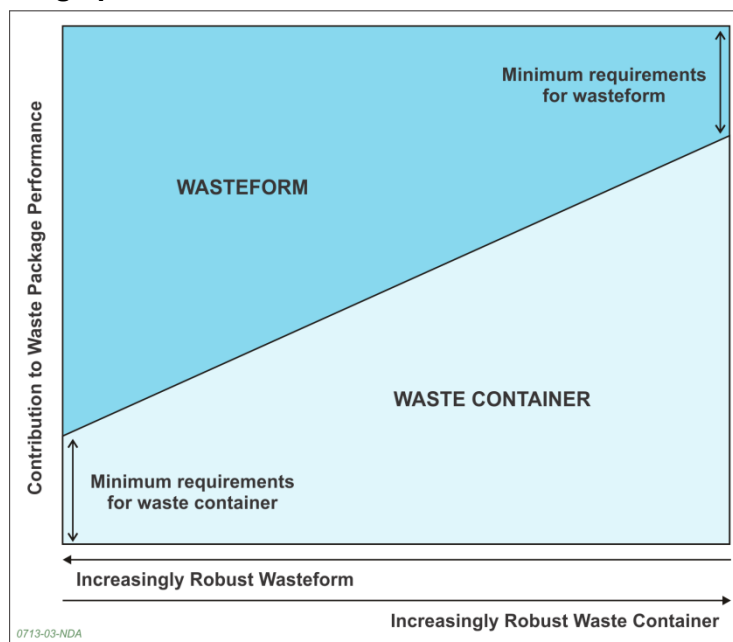 Contribution to Waste Package Performance
Minimum requirements
for wasteform
WASTEFORM
WASTE CONTAINER
Minimum requirements
for waste container
Increasingly Robust Wasteform
Increasingly Robust Waste Container
0713-03-NDA